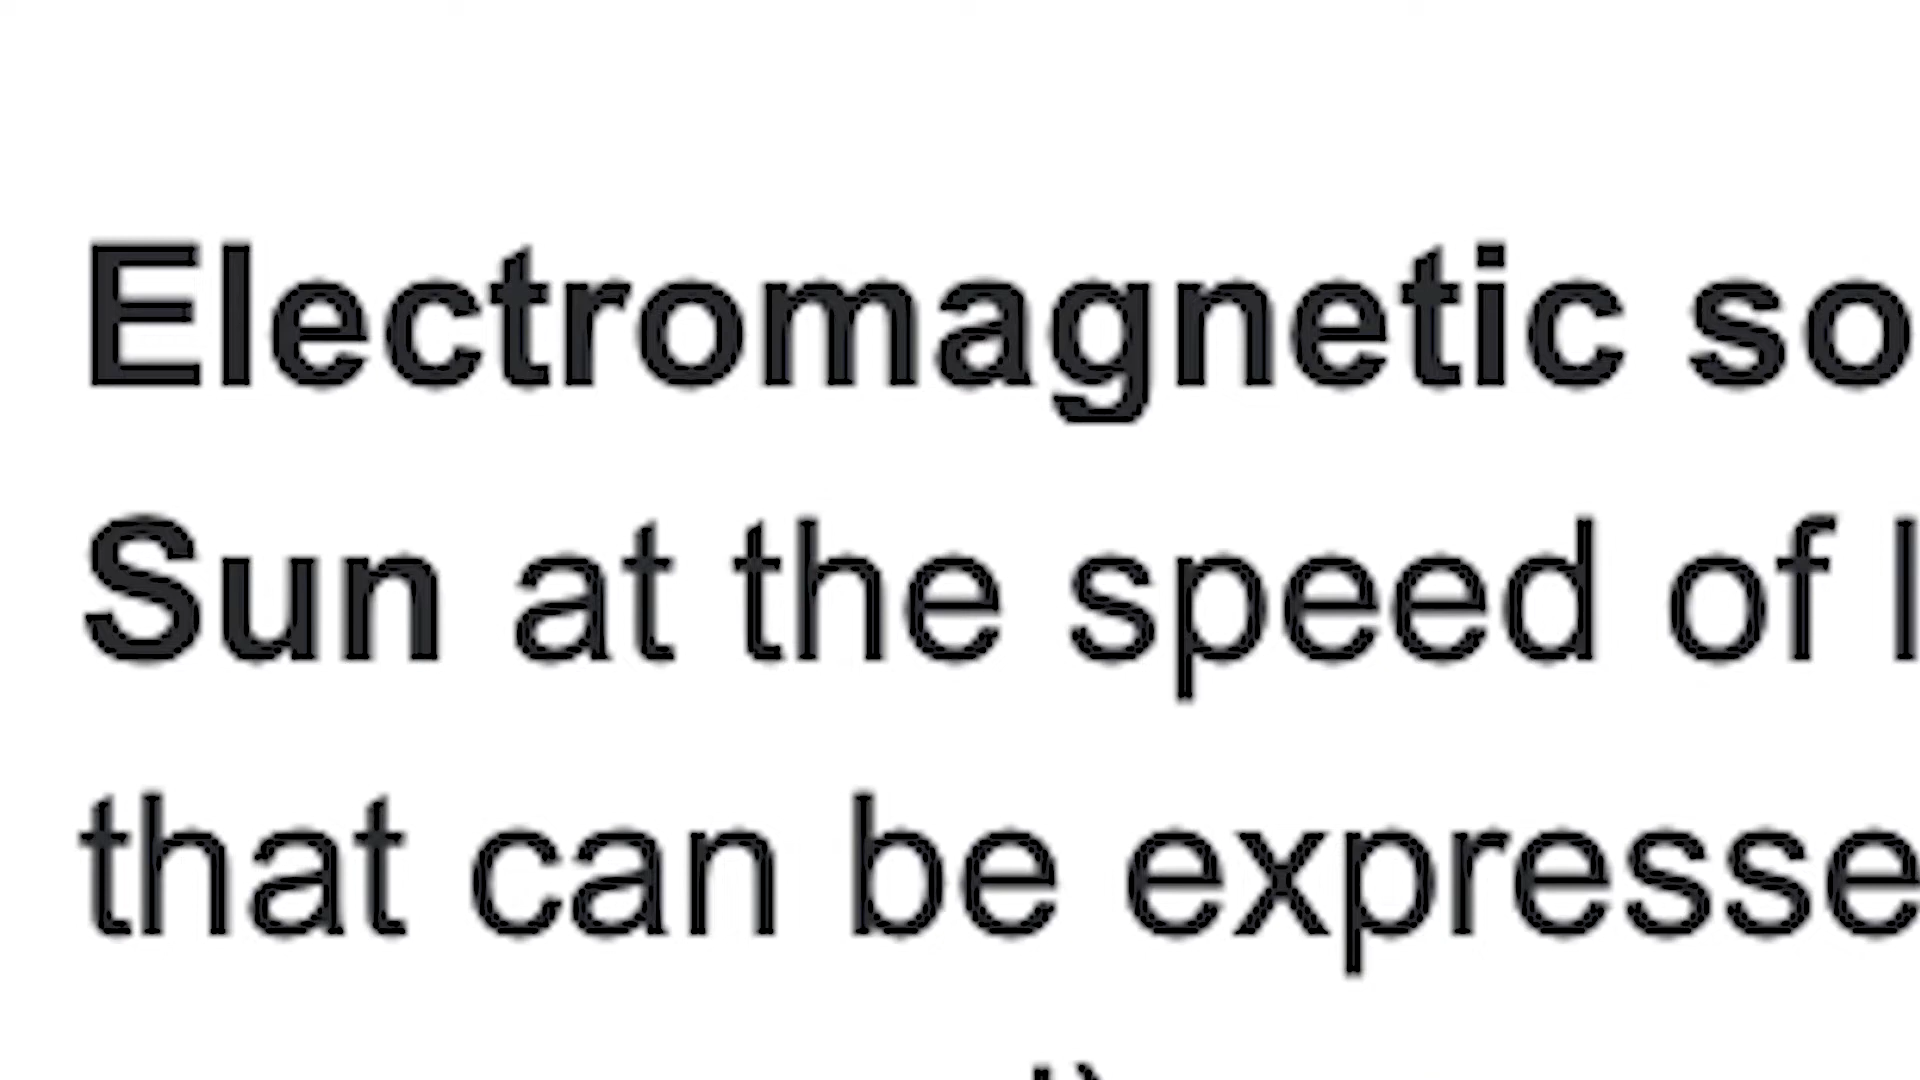 Electromagnetic so
Sun at the speed of l
that can be expresse